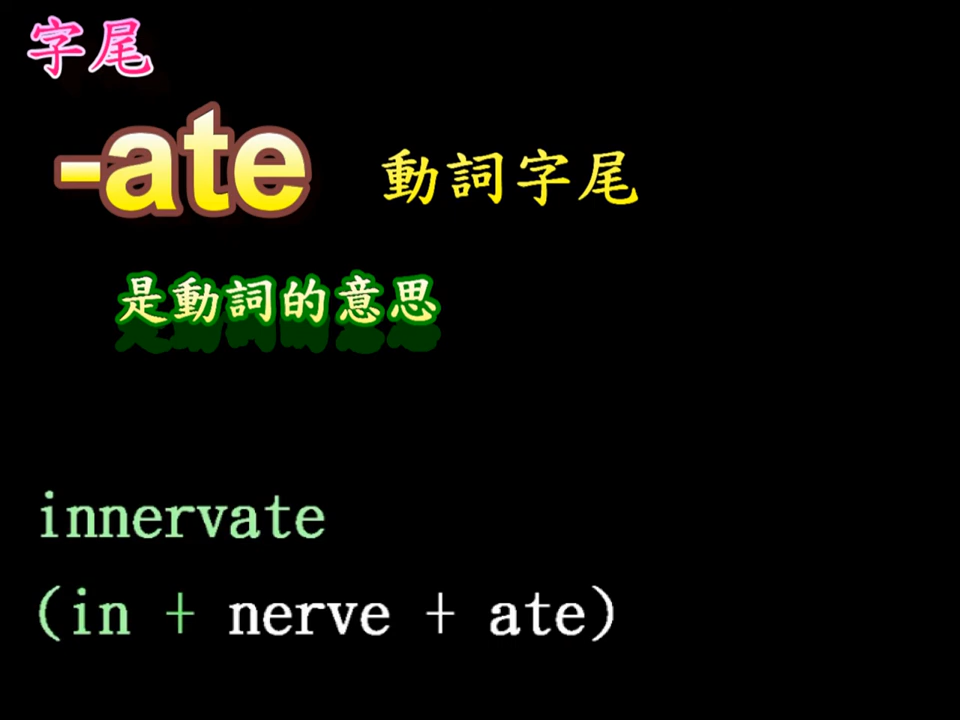 字尾
-ate 動詞字尾
是動詞的意思
innervate
(in + nerve + ate)